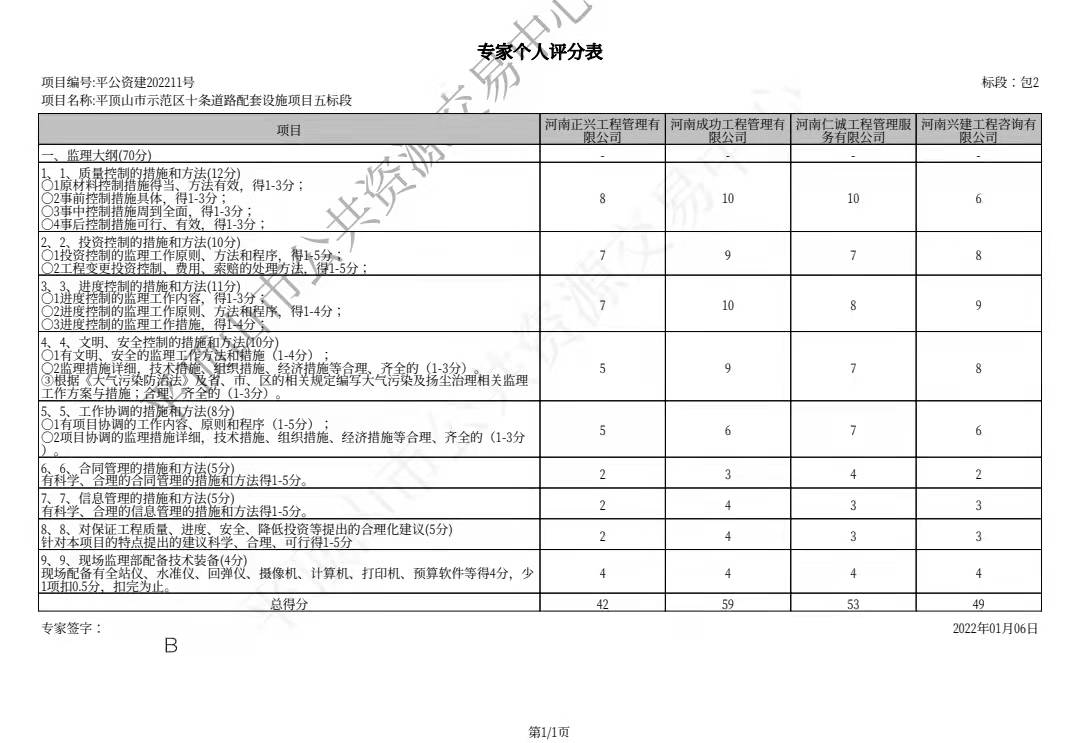 专家个人评分表
项目编号:平公资建202211号
标段：包2
项目名称:平顶山市示范区十条道路配套设施项目五标段
项目
河南正兴工程管理有
限公司
河南成功工程管理有
限公司
河南仁诚工程管理服
务有限公司
河南兴建工程咨询有
限公司
一、监理大纲(70分)
-
-
-
-
1、1、质量控制的措施和方法(12分)
○1原材料控制措施得当、方法有效，得1-3分；
○2事前控制措施具体，得1-3分；
○3事中控制措施周到全面，得1-3分；
○4事后控制措施可行、有效，得1-3分；
8
10
10
6
2、2、投资控制的措施和方法(10分)
○1投资控制的监理工作原则、方法和程序，得1-5分；
○2工程变更投资控制、费用、索赔的处理方法，得1-5分；
7
9
7
8
3、3、进度控制的措施和方法(11分)
○1进度控制的监理工作内容，得1-3分；
○2进度控制的监理工作原则、方法和程序，得1-4分；
○3进度控制的监理工作措施，得1-4分；
7
10
8
9
4、4、文明、安全控制的措施和方法(10分)
○1有文明、安全的监理工作方法和措施（1-4分）；
○2监理措施详细，技术措施、组织措施、经济措施等合理、齐全的（1-3分）。
③根据《大气污染防治法》及省、市、区的相关规定编写大气污染及扬尘治理相关监理
工作方案与措施；合理、齐全的（1-3分）。
5
9
7
8
5、5、工作协调的措施和方法(8分)
○1有项目协调的工作内容、原则和程序（1-5分）；
○2项目协调的监理措施详细，技术措施、组织措施、经济措施等合理、齐全的（1-3分
）。
5
6
7
6
6、6、合同管理的措施和方法(5分)
有科学、合理的合同管理的措施和方法得1-5分。
2
3
4
2
7、7、信息管理的措施和方法(5分)
有科学、合理的信息管理的措施和方法得1-5分。
2
4
3
3
8、8、对保证工程质量、进度、安全、降低投资等提出的合理化建议(5分)
针对本项目的特点提出的建议科学、合理、可行得1-5分
2
4
3
3
9、9、现场监理部配备技术装备(4分)
现场配备有全站仪、水准仪、回弹仪、摄像机、计算机、打印机、预算软件等得4分，少
1项扣0.5分，扣完为止。
4
4
4
4
总得分
42
59
53
49
专家签字：
2022年01月06日
B
第1/1页
平顶山市公共资源交易中心
平顶山市公共资源交易中心